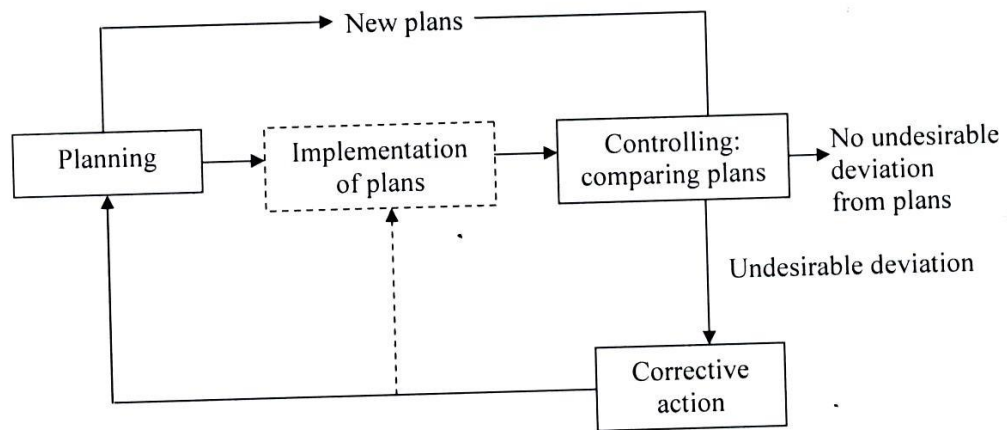 New plans
Planning
Implementation
of plans
Controlling:
comparing plans
No undesirable
deviation
from plans
Undesirable deviation
Corrective
action